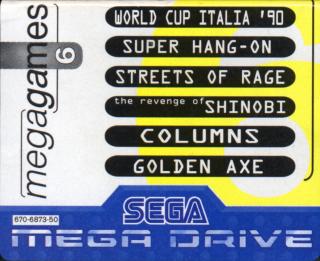 megagames
6
WORLD CUP ITALIA '90
SUPER HANG-ON
STREETS OF RAGE
the revenge of SHINOBI
COLUMNS
GOLDEN AXE
670-6873-50
SEGA
MEGA DRIVE